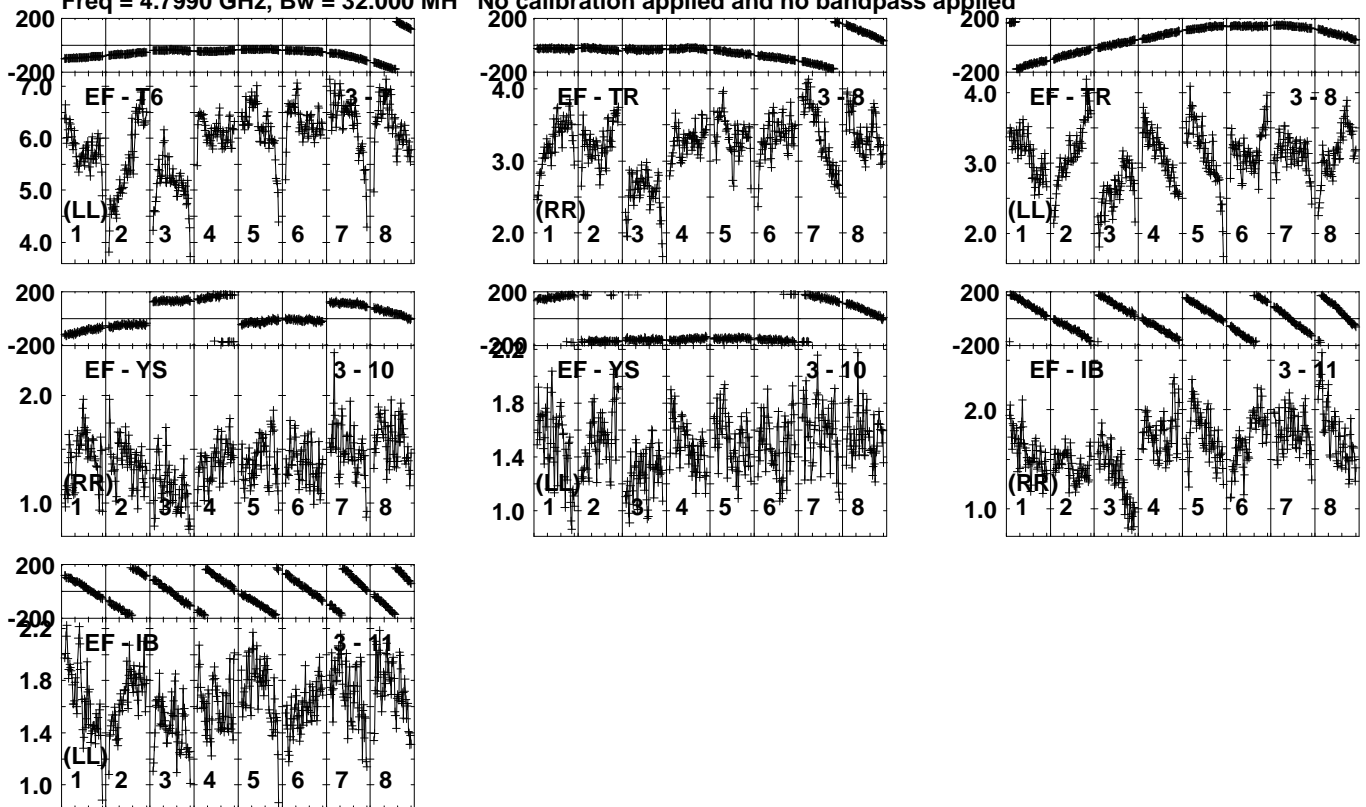 Freq = 4.7990 GHz, Bw = 32.000 MH No calibration applied and no bandpass applied
200
-200
7.0
6.0
5.0
4.0
EF - T6 3 - 7
(LL)
1 2 3 4 5 6 7 8
200
-200
4.0
3.0
2.0
EF - TR 3 - 8
(RR)
1 2 3 4 5 6 7 8
200
-200
4.0
3.0
2.0
EF - TR 3 - 8
(LL)
1 2 3 4 5 6 7 8
200
-200
2.0
1.0
EF - YS 3 - 10
(RR)
1 2 3 4 5 6 7 8
200
-200
2.2
1.8
1.4
1.0
EF - YS 3 - 10
(LL)
1 2 3 4 5 6 7 8
200
-200
2.0
1.0
EF - IB 3 - 11
(RR)
1 2 3 4 5 6 7 8
200
-200
2.2
1.8
1.4
1.0
EF - IB 3 - 11
(LL)
1 2 3 4 5 6 7 8